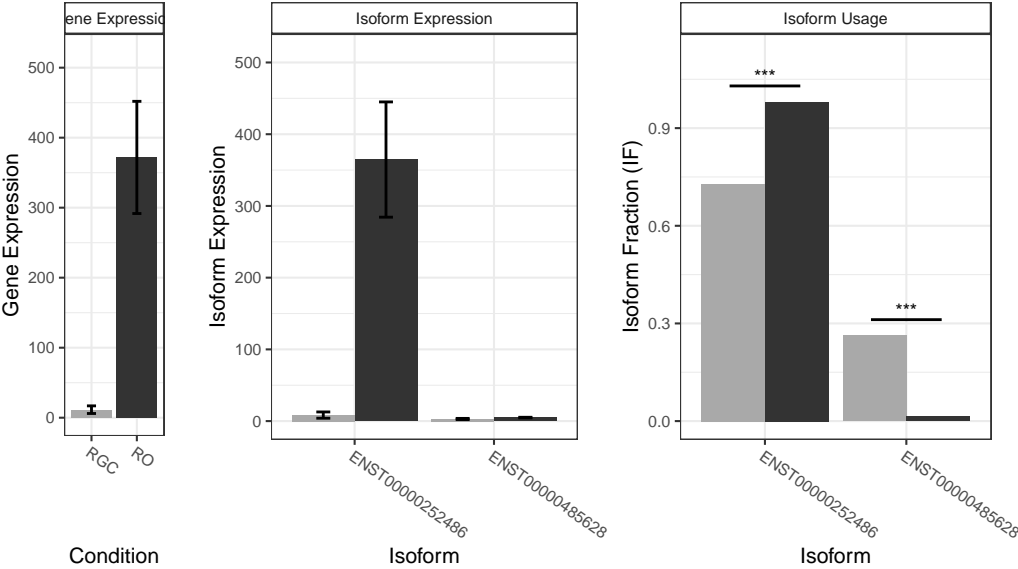 ene Expressio
Gene Expression
500
400
300
200
100
0
RGC
RO
Condition
Isoform Expression
Isoform Expression
500
400
300
200
100
0
ENST00000252486
ENST00000485628
Isoform
Isoform Usage
Isoform Fraction (IF)
0.9
0.6
0.3
0.0
***
***
ENST00000252486
ENST00000485628
Isoform